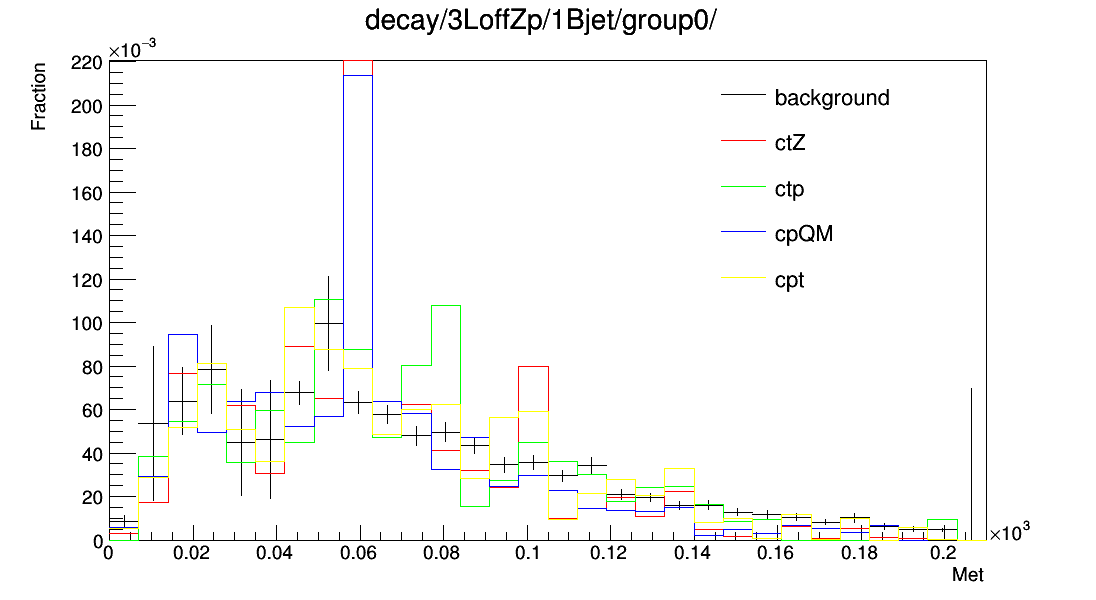 decay/3LoffZp/1Bjet/group0/
×10⁻³
Fraction
220
200
180
160
140
120
100
80
60
40
20
0
background
ctZ
ctp
cpQM
cpt
0 0.02 0.04 0.06 0.08 0.1 0.12 0.14 0.16 0.18 0.2
×10³
Met